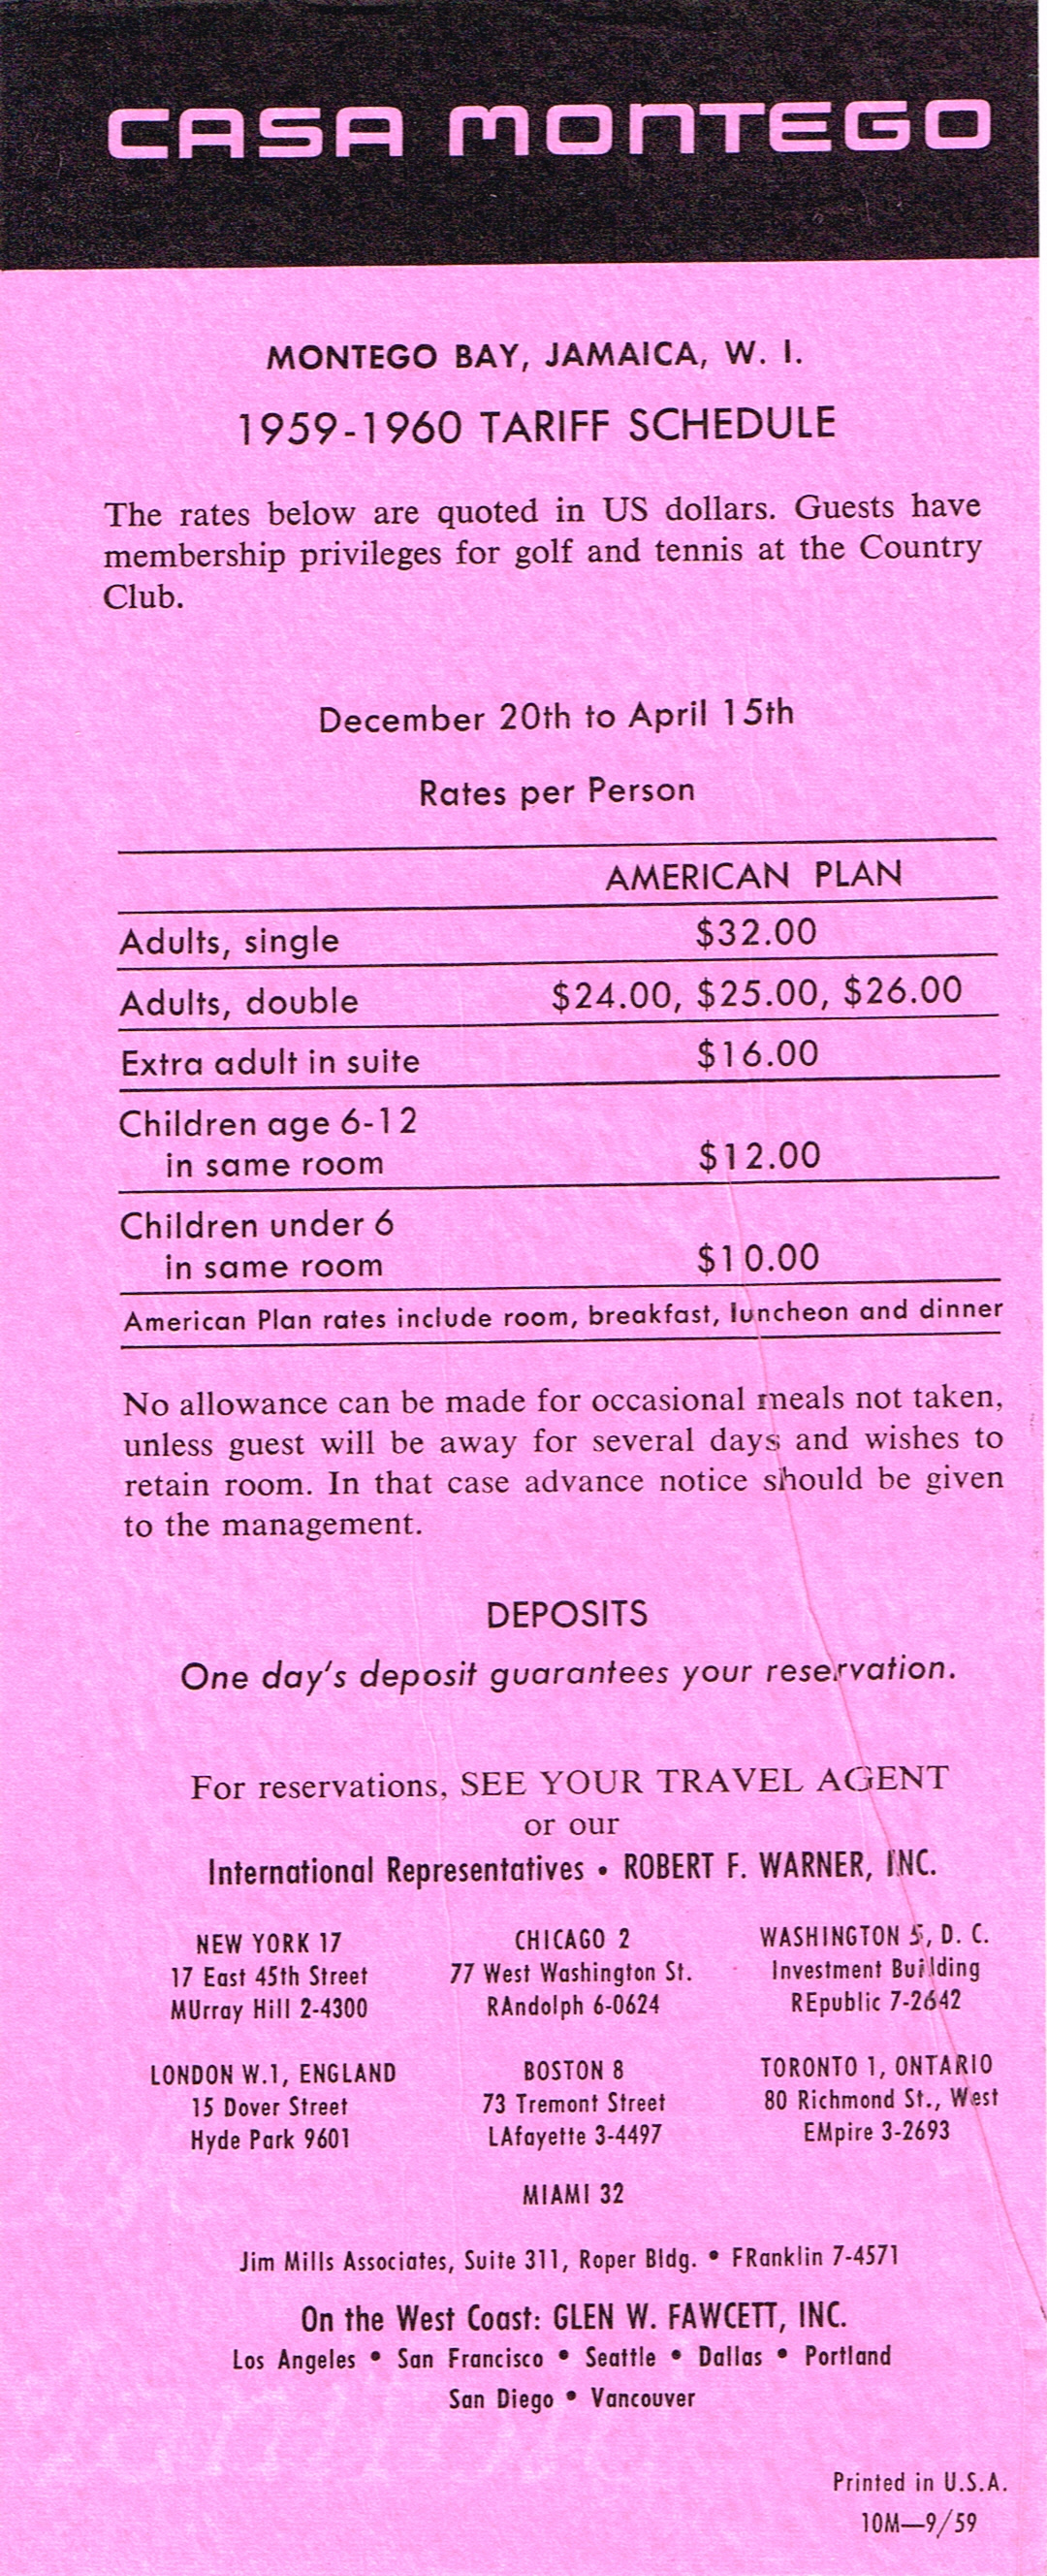 CASA MONTEGO
MONTEGO BAY, JAMAICA, W. I.
1959-1960 TARIFF SCHEDULE
The rates below are quoted in US dollars. Guests have
membership privileges for golf and tennis at the Country
Club.
December 20th to April 15th
Rates per Person
AMERICAN PLAN
Adults, single $32.00
Adults, double $24.00, $25.00, $26.00
Extra adult in suite $16.00
Children age 6-12
in same room $12.00
Children under 6
in same room $10.00
American Plan rates include room, breakfast, luncheon and dinner
No allowance can be made for occasional meals not taken,
unless guest will be away for several days and wishes to
retain room. In that case advance notice should be given
to the management.
DEPOSITS
One day's deposit guarantees your reservation.
For reservations, SEE YOUR TRAVEL AGENT
or our
International Representatives • ROBERT F. WARNER, INC.
NEW YORK 17
17 East 45th Street
MUrray Hill 2-4300
CHICAGO 2
77 West Washington St.
RAndolph 6-0624
WASHINGTON 5, D. C.
Investment Building
REpublic 7-2642
LONDON W.1, ENGLAND
15 Dover Street
Hyde Park 9601
BOSTON 8
73 Tremont Street
LAfayette 3-4497
TORONTO 1, ONTARIO
80 Richmond St., West
EMpire 3-2693
MIAMI 32
Jim Mills Associates, Suite 311, Roper Bldg. • FRanklin 7-4571
On the West Coast: GLEN W. FAWCETT, INC.
Los Angeles • San Francisco • Seattle • Dallas • Portland
San Diego • Vancouver
Printed in U.S.A.
10M—9/59